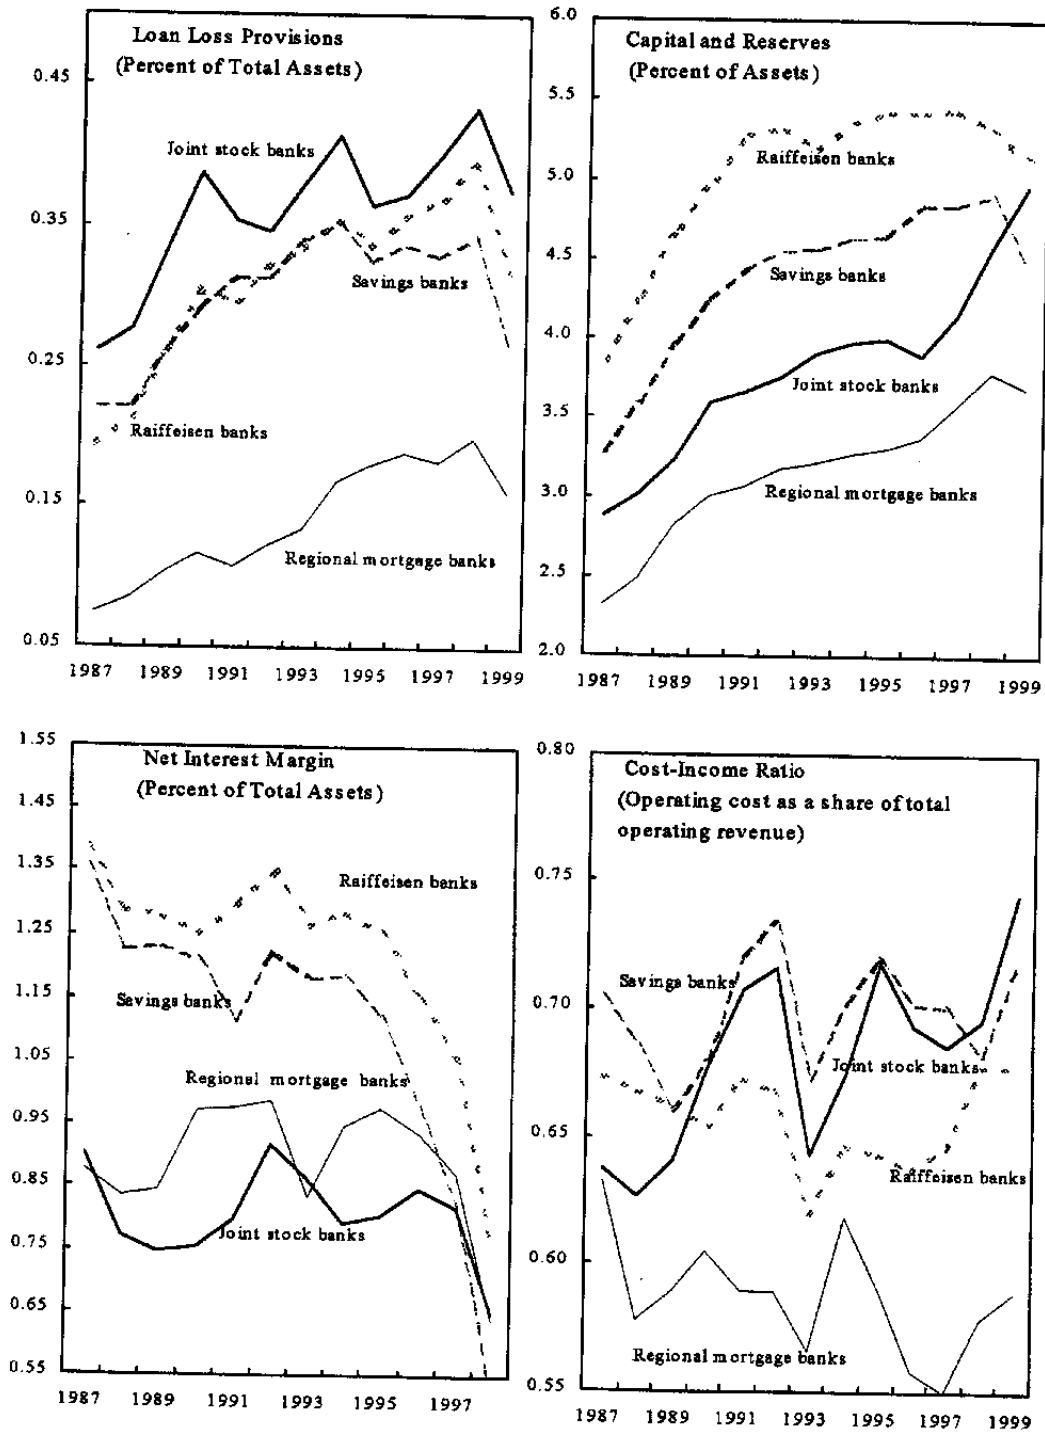 Loan Loss Provisions
(Percent of Total Assets)
0.45
0.35
0.25
0.15
0.05
Joint stock banks
Savings banks
Raiffeisen banks
Regional mortgage banks
1987 1989 1991 1993 1995 1997 1999
Capital and Reserves
(Percent of Assets)
6.0
5.5
5.0
4.5
4.0
3.5
3.0
2.5
2.0
Raiffeisen banks
Savings banks
Joint stock banks
Regional mortgage banks
1987 1989 1991 1993 1995 1997 1999
Net Interest Margin
(Percent of Total Assets)
1.55
1.45
1.35
1.25
1.15
1.05
0.95
0.85
0.75
0.65
0.55
Raiffeisen banks
Savings banks
Regional mortgage banks
Joint stock banks
1987 1989 1991 1993 1995 1997
Cost-Income Ratio
(Operating cost as a share of total
operating revenue)
0.80
0.75
0.70
0.65
0.60
0.55
Savings banks
Joint stock banks
Raiffeisen banks
Regional mortgage banks
1987 1989 1991 1993 1995 1997 1999